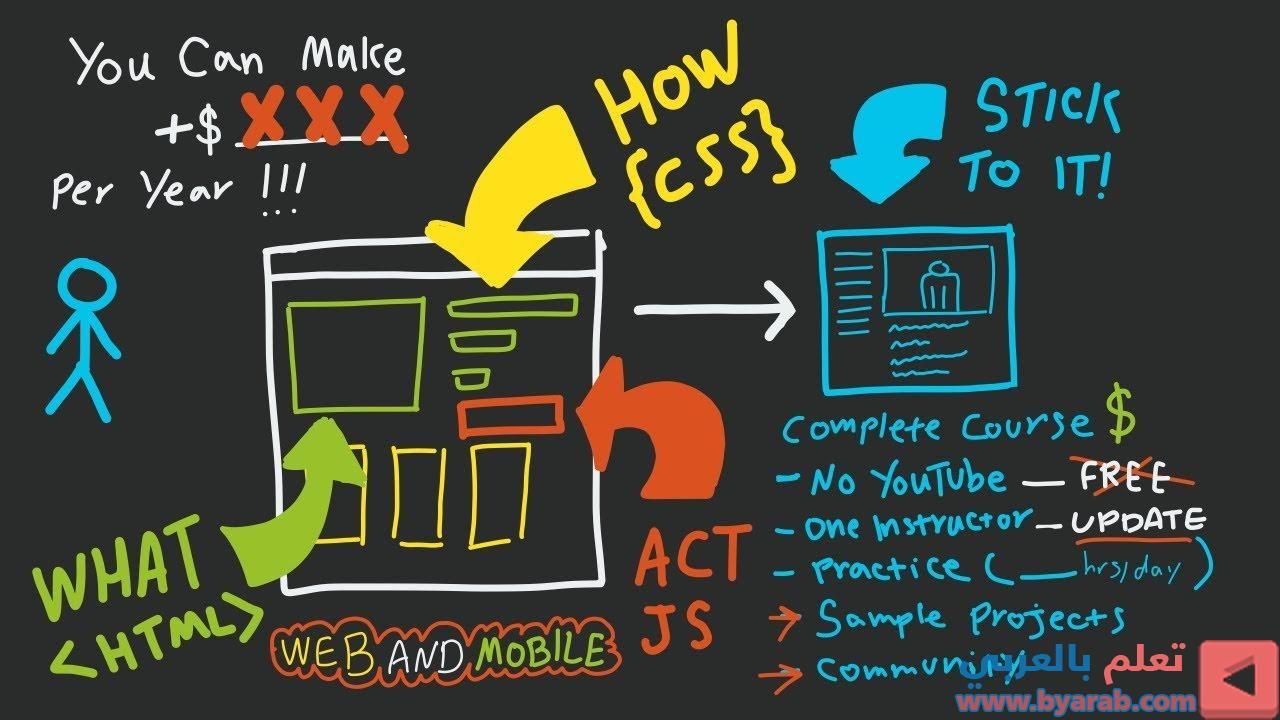 You Can Make
+$ XXX
Per Year !!!
HOW
{CSS}
STICK
TO IT!
WHAT
<HTML>
ACT
JS
WEB AND MOBILE
Complete Course $
- No YouTube — FREE
- One Instructor — UPDATE
- Practice (___ hrs/day)
→ Sample Projects
→ Community
تعلم بالعربي
www.byarab.com